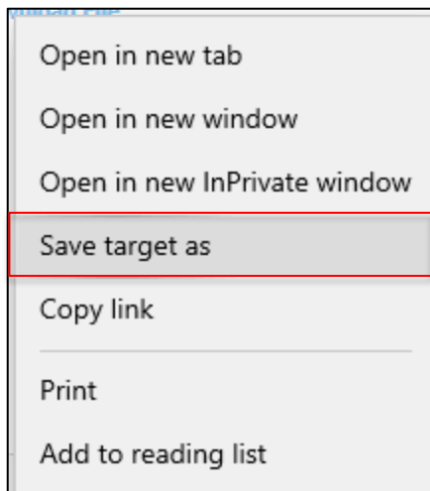 Open in new tab
Open in new window
Open in new InPrivate window
Save target as
Copy link
Print
Add to reading list